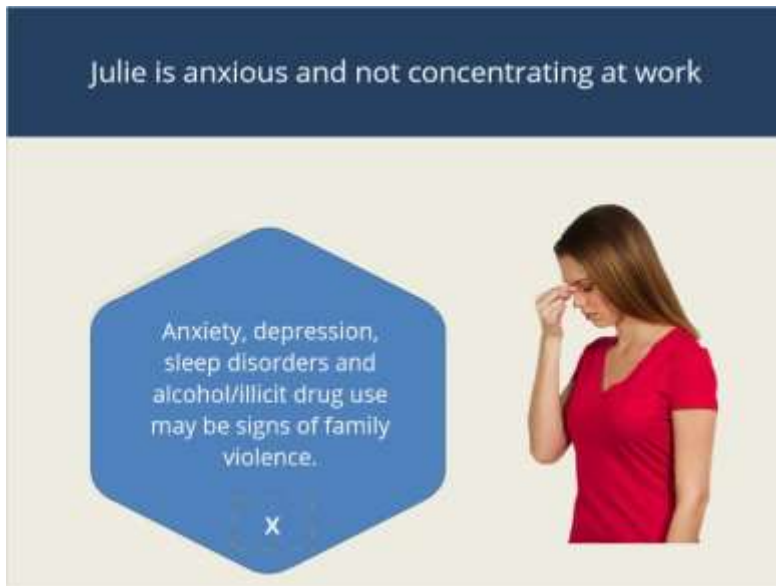 Julie is anxious and not concentrating at work
Anxiety, depression,
sleep disorders and
alcohol/illicit drug use
may be signs of family
violence.
X